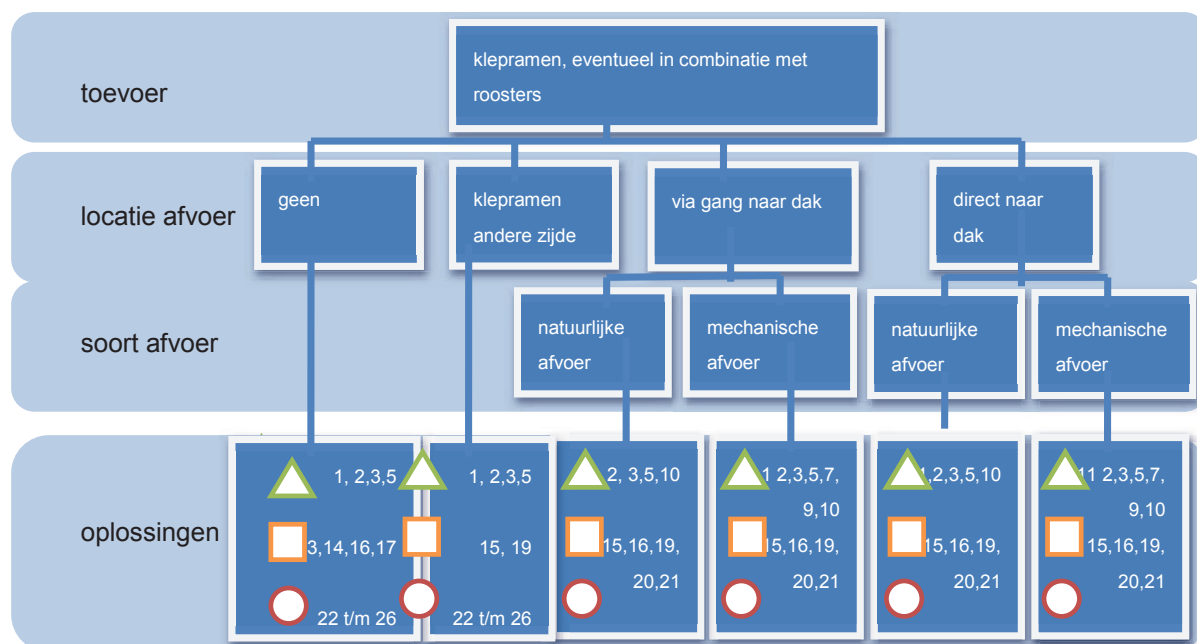 toevoer
klepramen, eventueel in combinatie met
roosters
locatie afvoer
geen
klepramen
andere zijde
via gang naar dak
direct naar
dak
soort afvoer
natuurlijke
afvoer
mechanische
afvoer
natuurlijke
afvoer
mechanische
afvoer
oplossingen
1, 2,3,5
3,14,16,17
22 t/m 26
1, 2,3,5
15, 19
22 t/m 26
2, 3,5,10
15,16,19,
20,21
1 2,3,5,7,
9,10
15,16,19,
20,21
1,2,3,5,10
15,16,19,
20,21
11 2,3,5,7,
9,10
15,16,19,
20,21